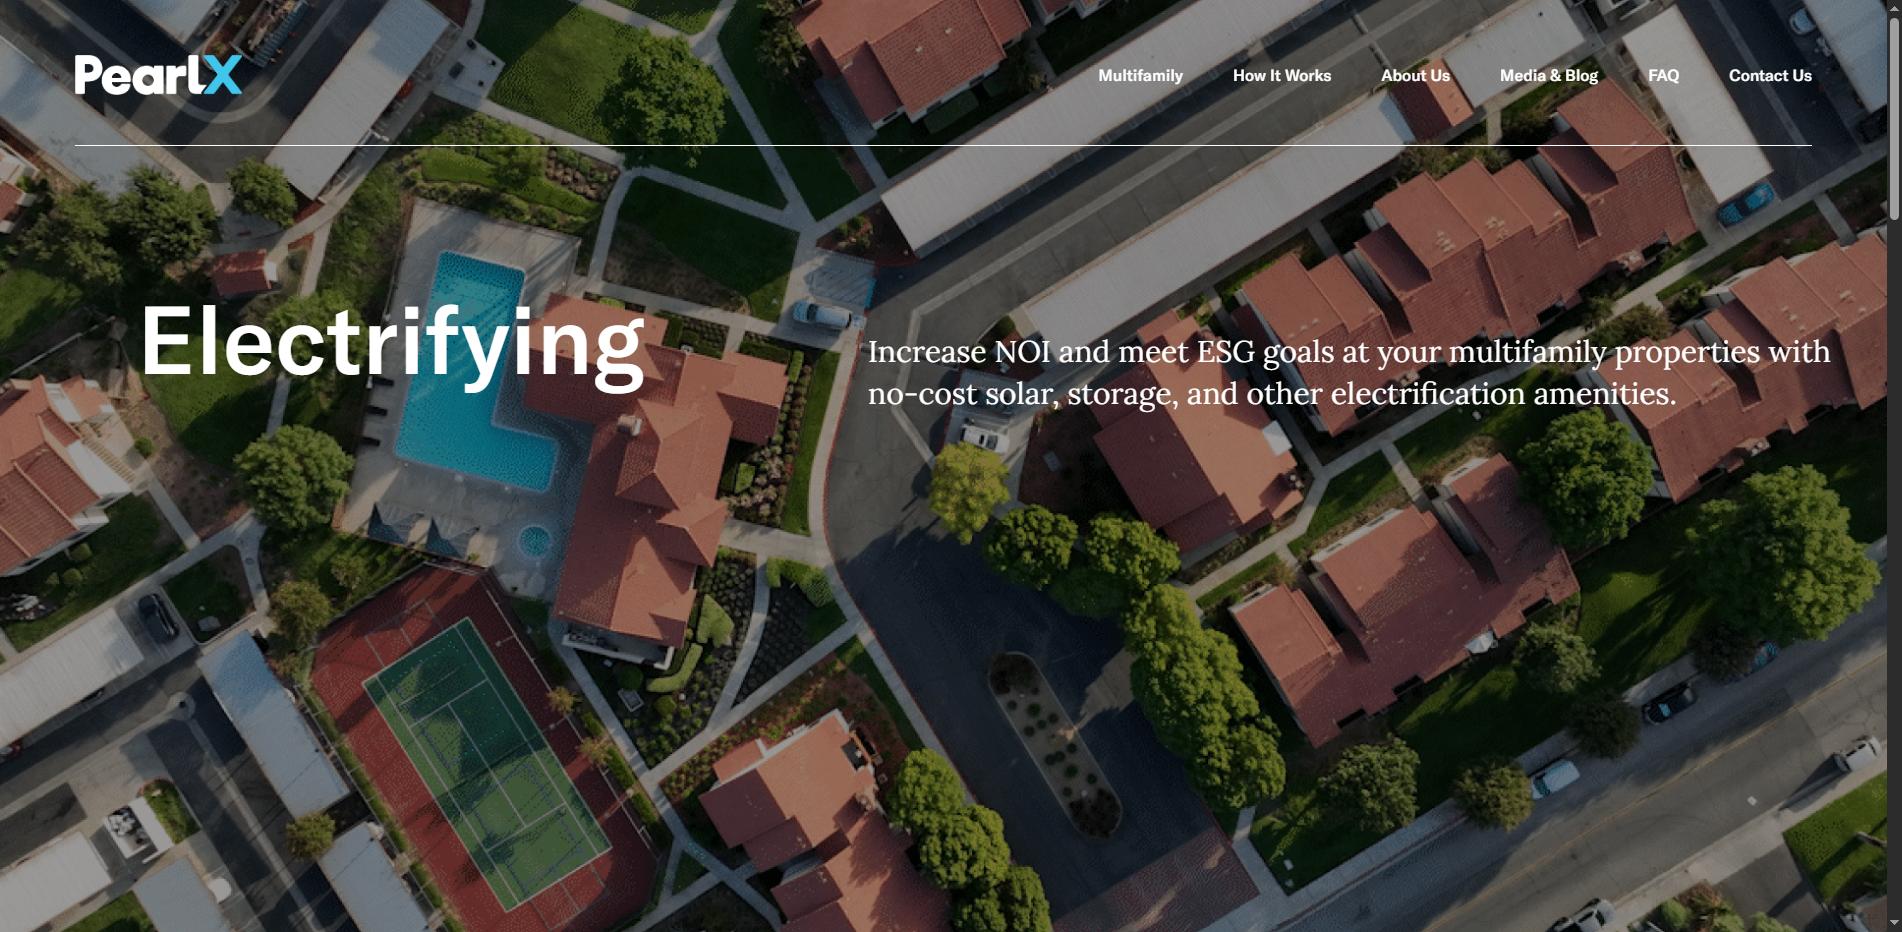 PearlX
Multifamily
How It Works
About Us
Media & Blog
FAQ
Contact Us
Electrifying
Increase NOI and meet ESG goals at your multifamily properties with
no-cost solar, storage, and other electrification amenities.